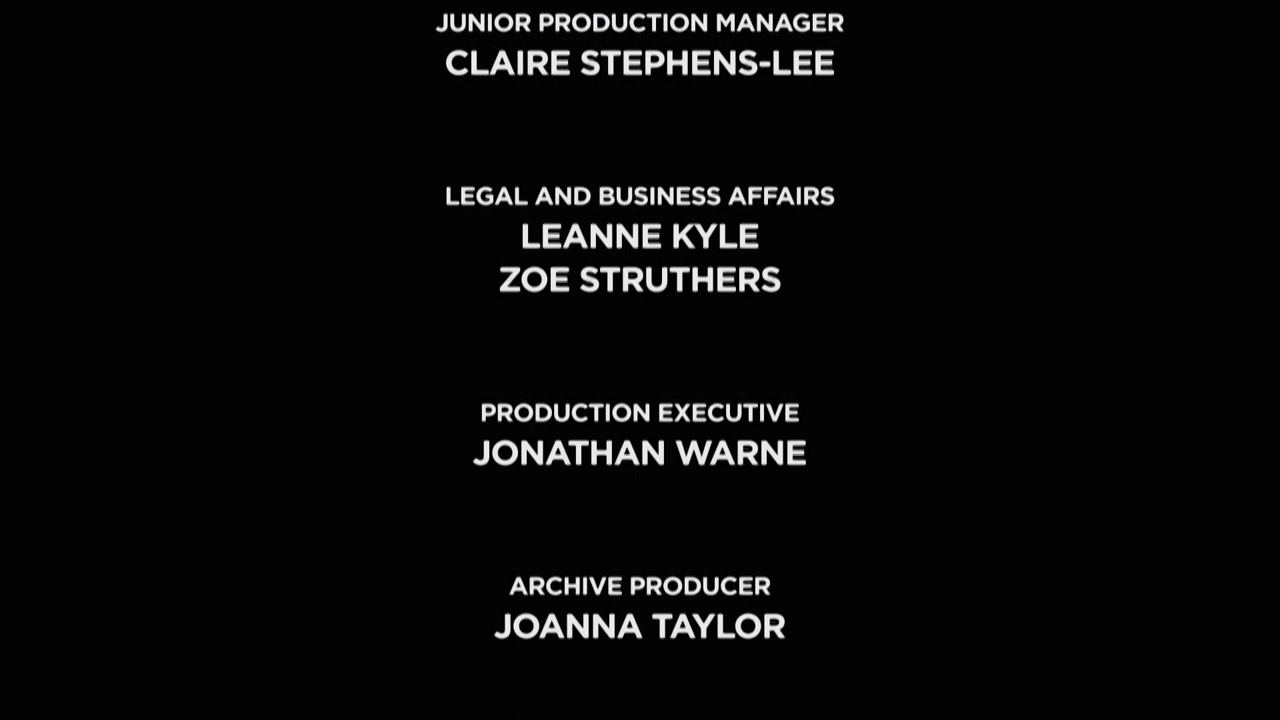 JUNIOR PRODUCTION MANAGER
CLAIRE STEPHENS-LEE
LEGAL AND BUSINESS AFFAIRS
LEANNE KYLE
ZOE STRUTHERS
PRODUCTION EXECUTIVE
JONATHAN WARNE
ARCHIVE PRODUCER
JOANNA TAYLOR